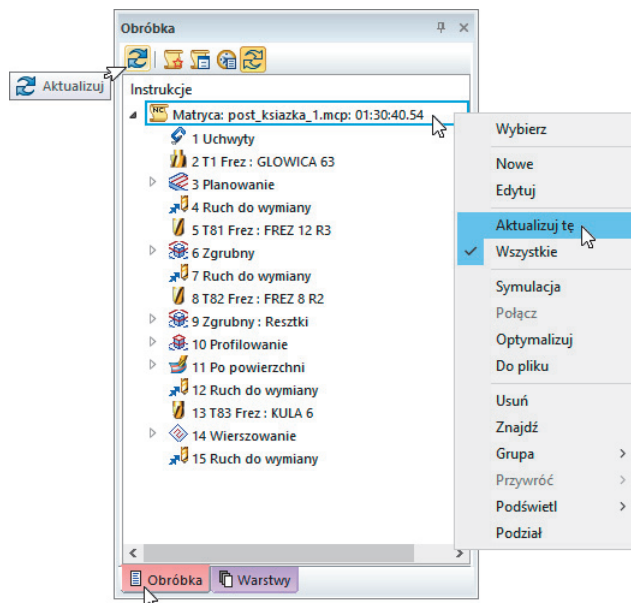 Obróbka
Aktualizuj
Instrukcje
NC Matryca: post_ksiazka_1.mcp: 01:30:40.54
1 Uchwyty
2 T1 Frez : GLOWICA 63
3 Planowanie
4 Ruch do wymiany
5 T81 Frez : FREZ 12 R3
6 Zgrubny
7 Ruch do wymiany
8 T82 Frez : FREZ 8 R2
9 Zgrubny : Resztki
10 Profilowanie
11 Po powierzchni
12 Ruch do wymiany
13 T83 Frez : KULA 6
14 Wierszowanie
15 Ruch do wymiany
Obróbka
Warstwy
Wybierz
Nowe
Edytuj
Aktualizuj tę
Wszystkie
Symulacja
Połącz
Optymalizuj
Do pliku
Usuń
Znajdź
Grupa
Przywróć
Podświetl
Podział